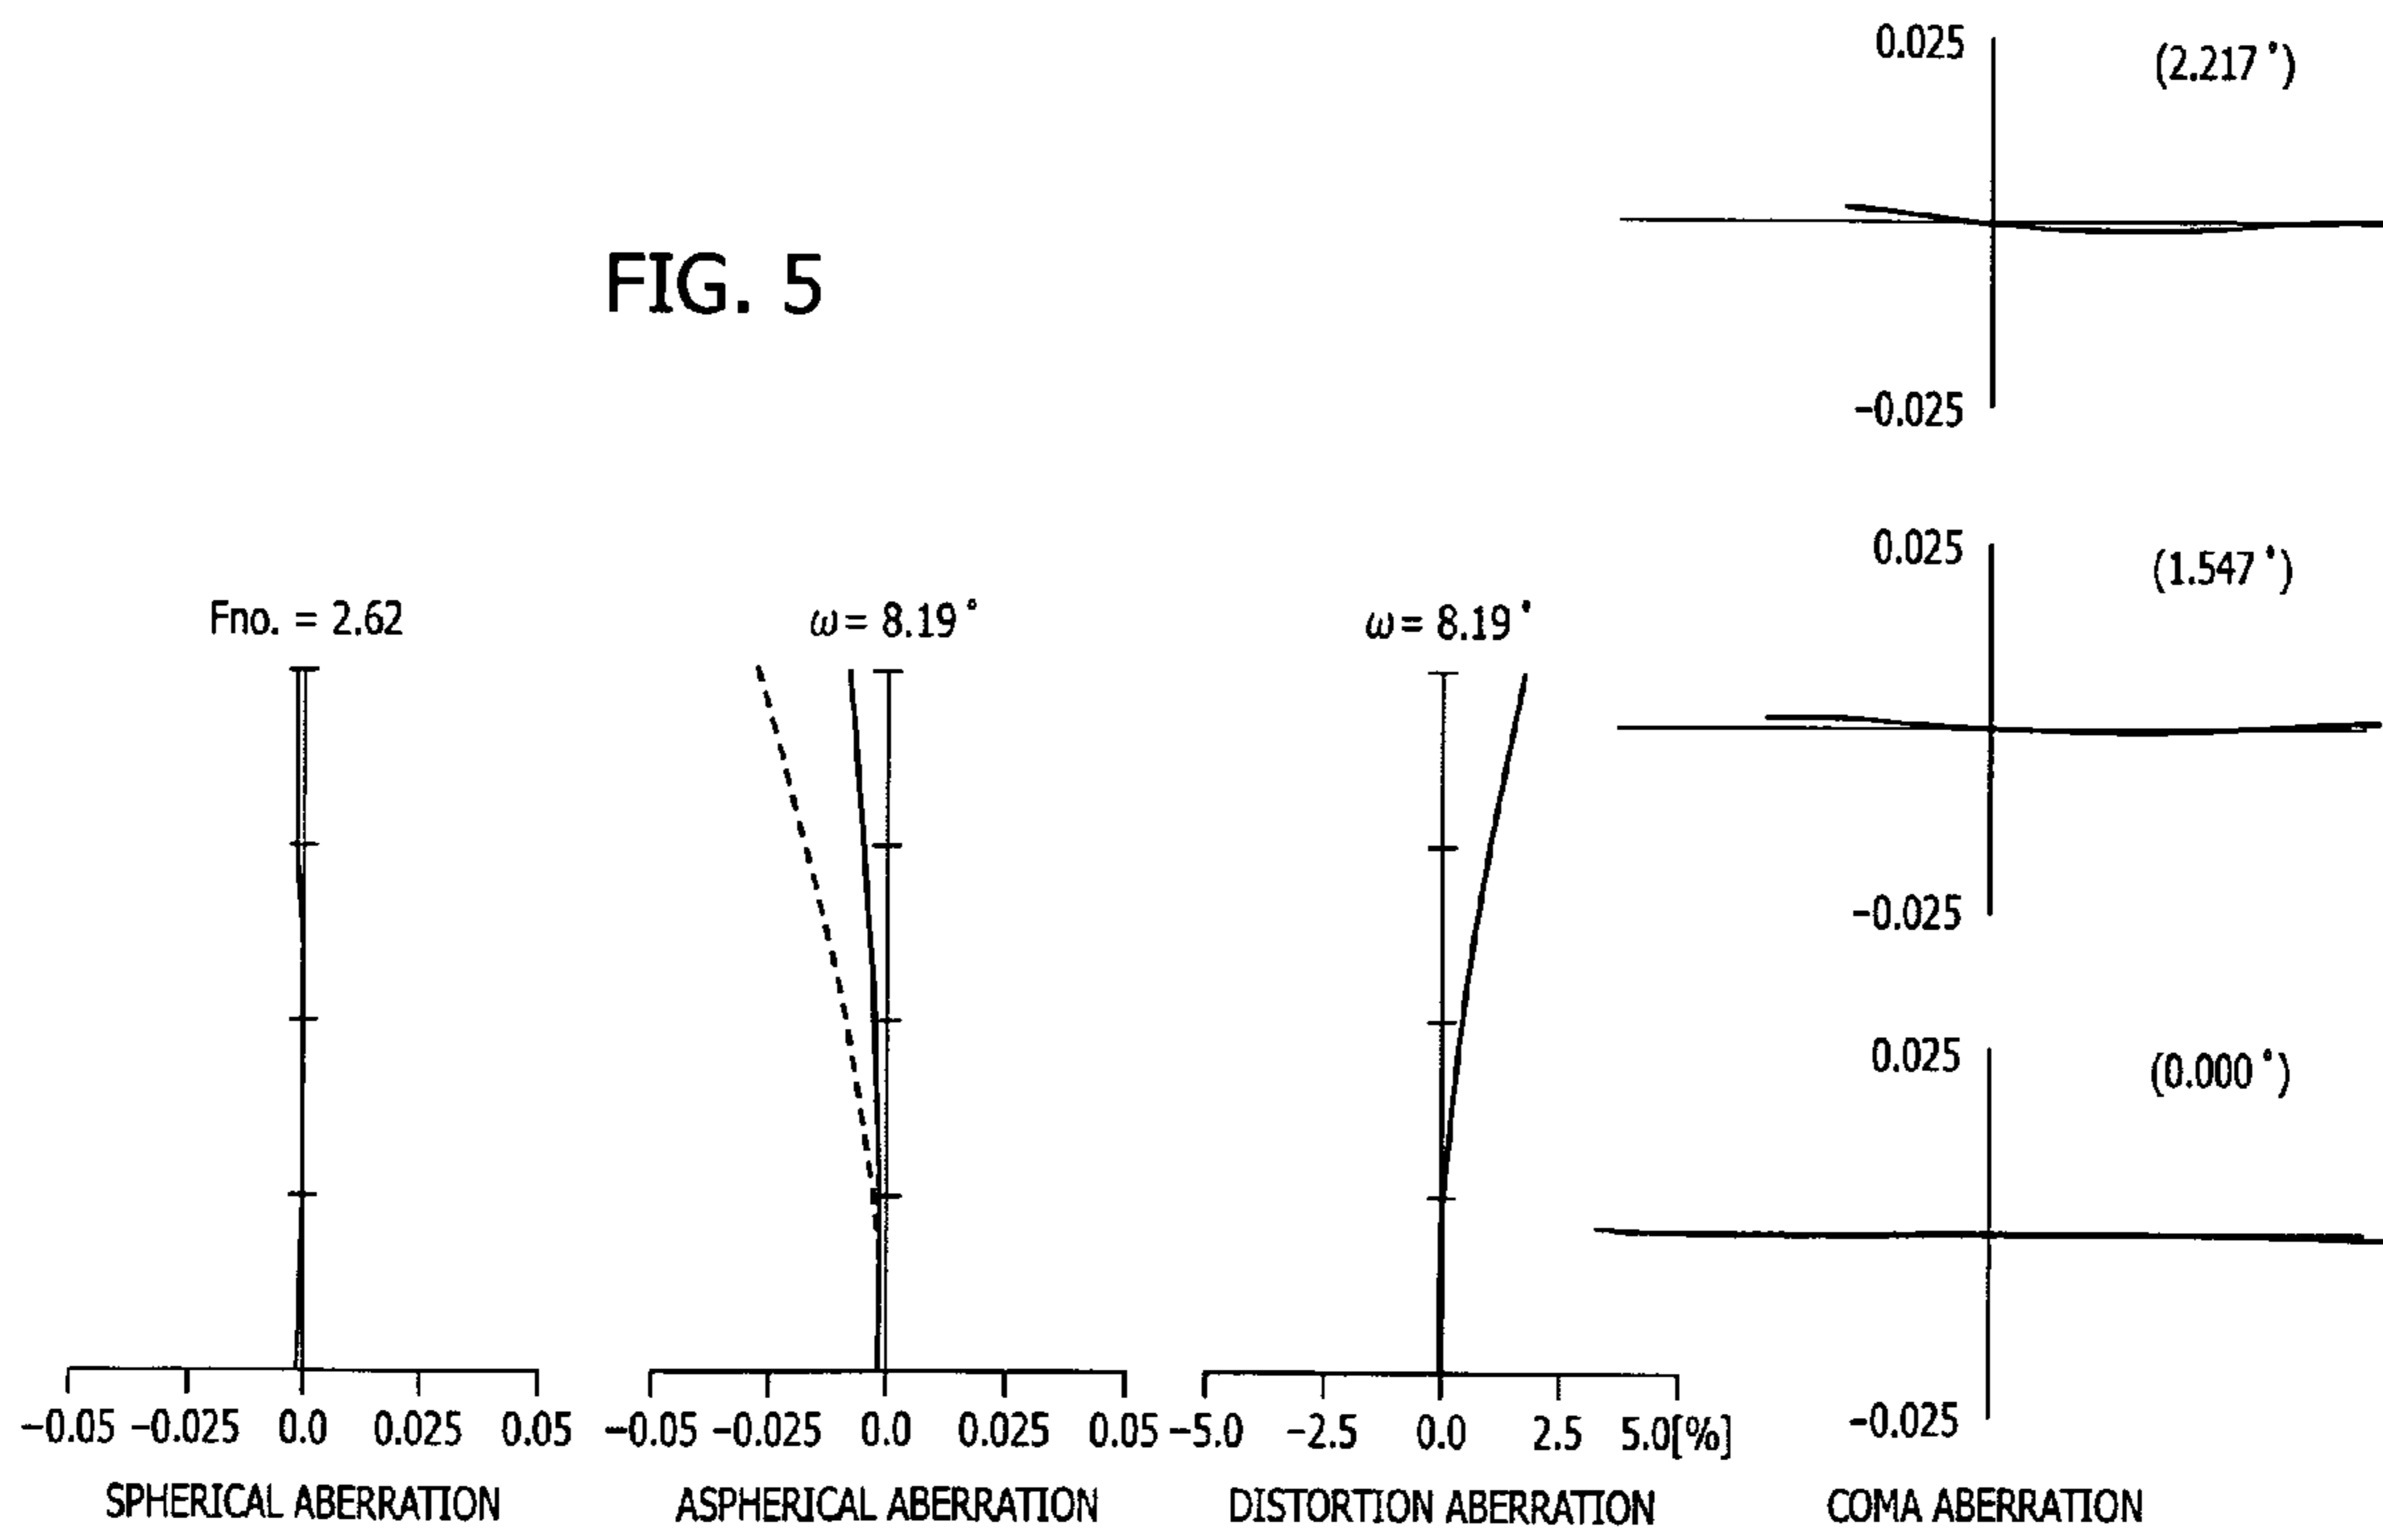 FIG. 5
0.025
(2.217°)
-0.025
0.025
(1.547°)
-0.025
0.025
(0.000°)
-0.025
Fno. = 2.62
ω = 8.19°
ω = 8.19°
-0.05 -0.025 0.0 0.025 0.05
-0.05 -0.025 0.0 0.025 0.05
-5.0 -2.5 0.0 2.5 5.0[%]
SPHERICAL ABERRATION
ASPHERICAL ABERRATION
DISTORTION ABERRATION
COMA ABERRATION